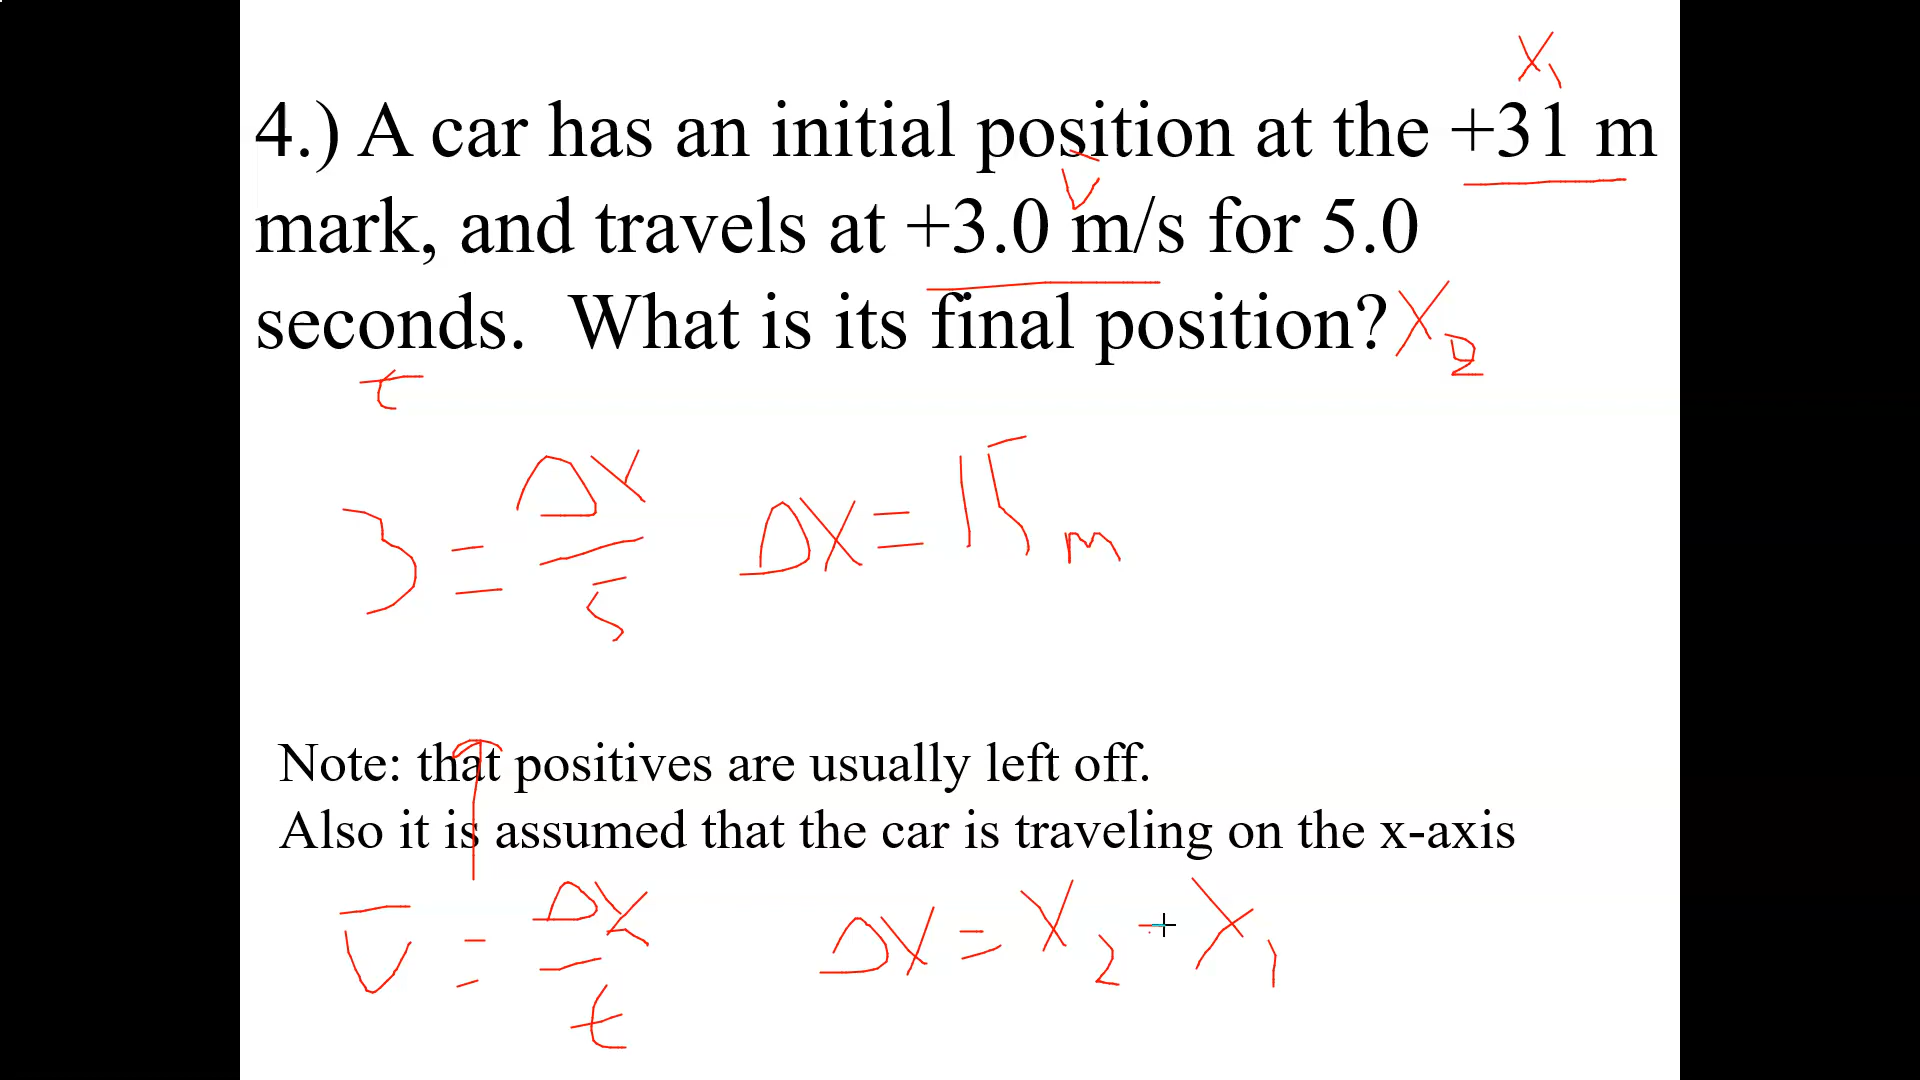 X₁
4.) A car has an initial position at the +31 m
v̅
mark, and travels at +3.0 m/s for 5.0
seconds.  What is its final position? X₂
t
3 = ΔX/5   ΔX = 15 m
Note: that positives are usually left off.
Also it is assumed that the car is traveling on the x-axis
v̅ = ΔX/t   ΔX = X₂ - X₁